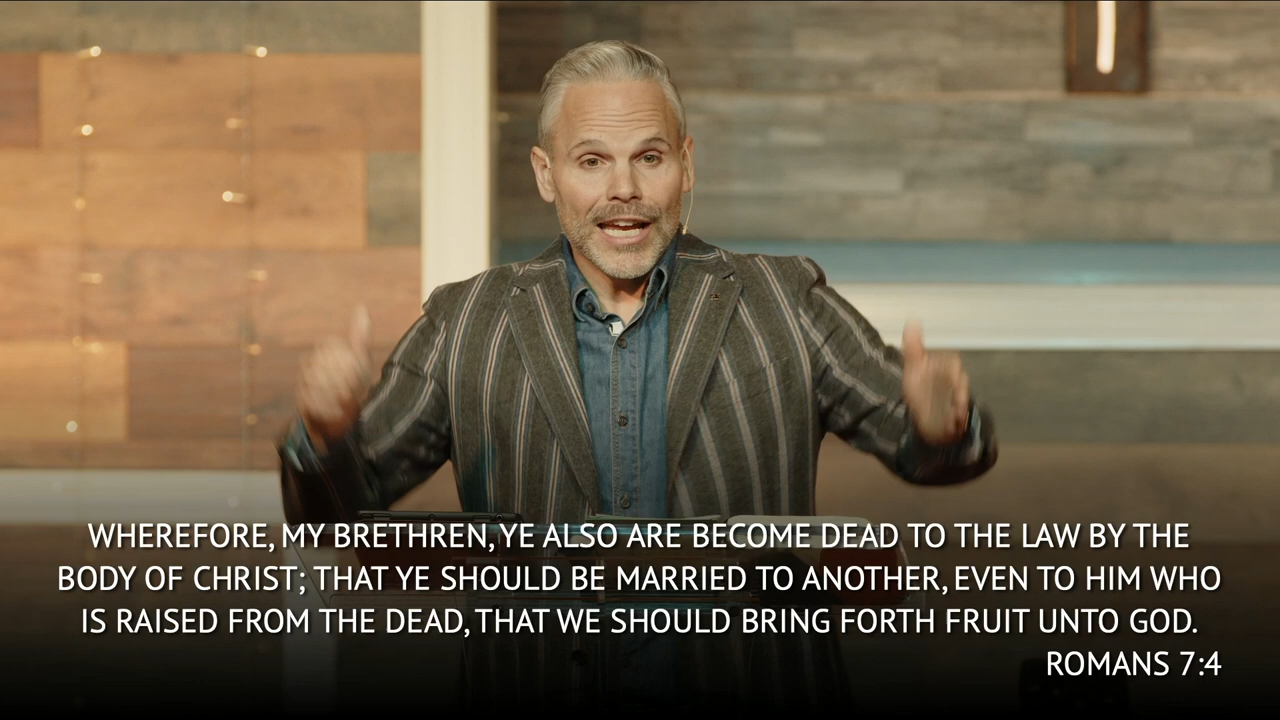 WHEREFORE, MY BRETHREN, YE ALSO ARE BECOME DEAD TO THE LAW BY THE
BODY OF CHRIST; THAT YE SHOULD BE MARRIED TO ANOTHER, EVEN TO HIM WHO
IS RAISED FROM THE DEAD, THAT WE SHOULD BRING FORTH FRUIT UNTO GOD.
ROMANS 7:4